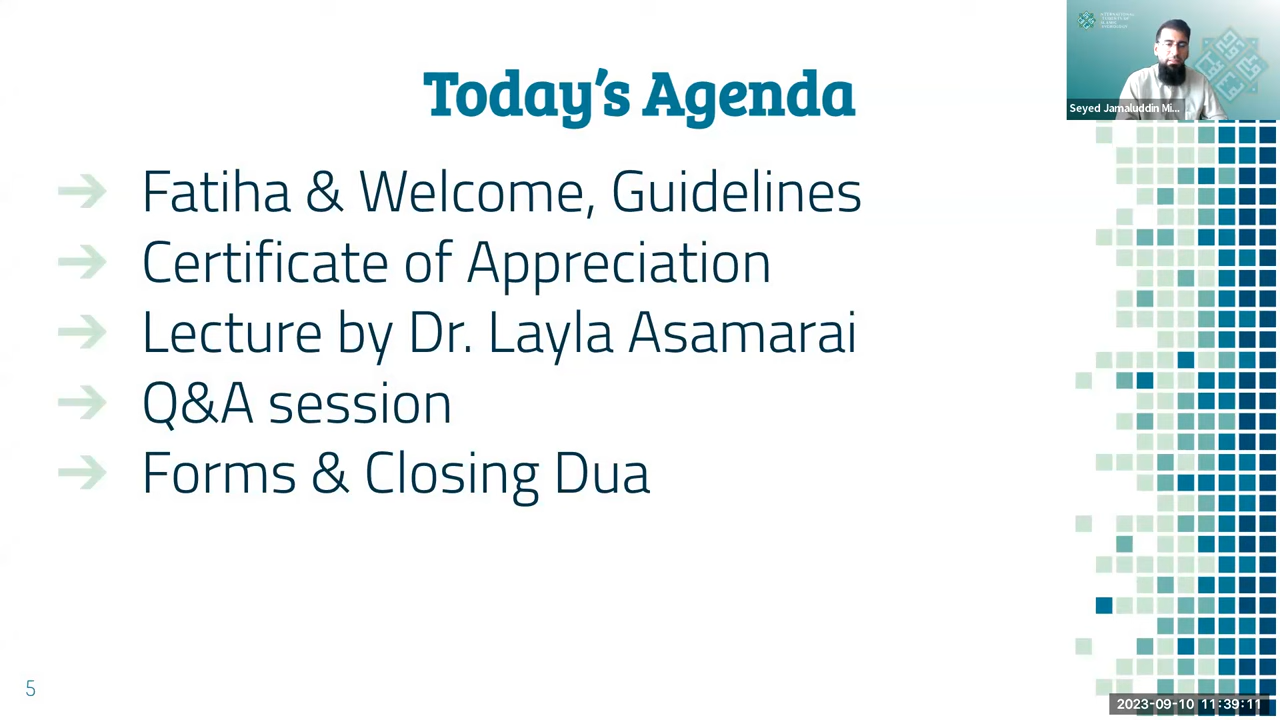 Today's Agenda
→ Fatiha & Welcome, Guidelines
→ Certificate of Appreciation
→ Lecture by Dr. Layla Asamarai
→ Q&A session
→ Forms & Closing Dua
5
Seyed Jamaluddin Mi...
2023-09-10 11:39:11